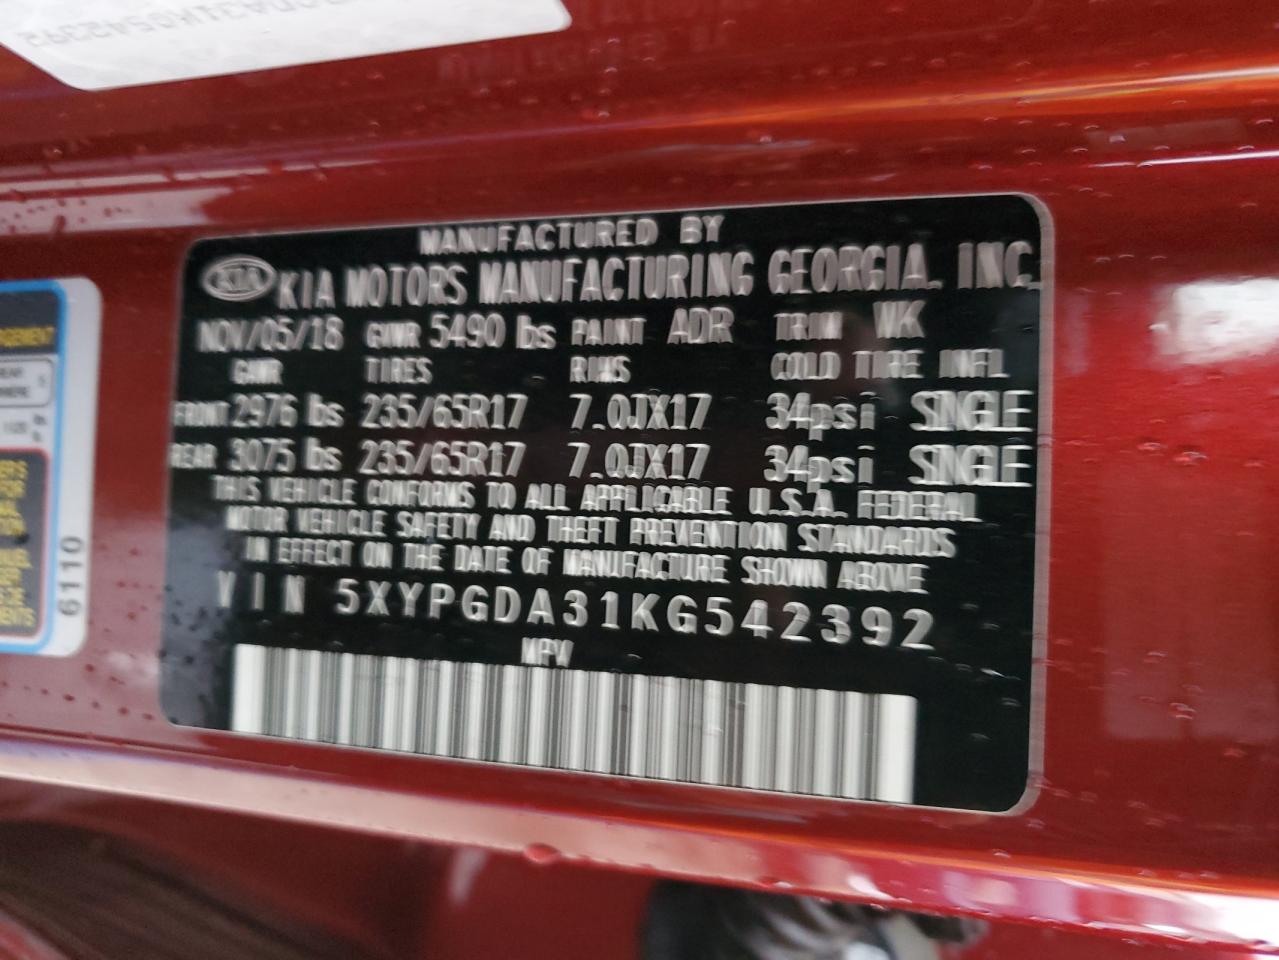 MANUFACTURED BY
KIA KIA MOTORS MANUFACTURING GEORGIA, INC.
NOV/05/18 GVWR 5490 lbs PAINT ADR TRIM WK
GAWR TIRES RIMS COLD TIRE INFL
FRONT 2976 lbs 235/65R17 7.0JX17 34psi SINGLE
REAR 3075 lbs 235/65R17 7.0JX17 34psi SINGLE
THIS VEHICLE CONFORMS TO ALL APPLICABLE U.S.A. FEDERAL
MOTOR VEHICLE SAFETY AND THEFT PREVENTION STANDARDS
IN EFFECT ON THE DATE OF MANUFACTURE SHOWN ABOVE
VIN 5XYPGDA31KG542392
MPV
6110